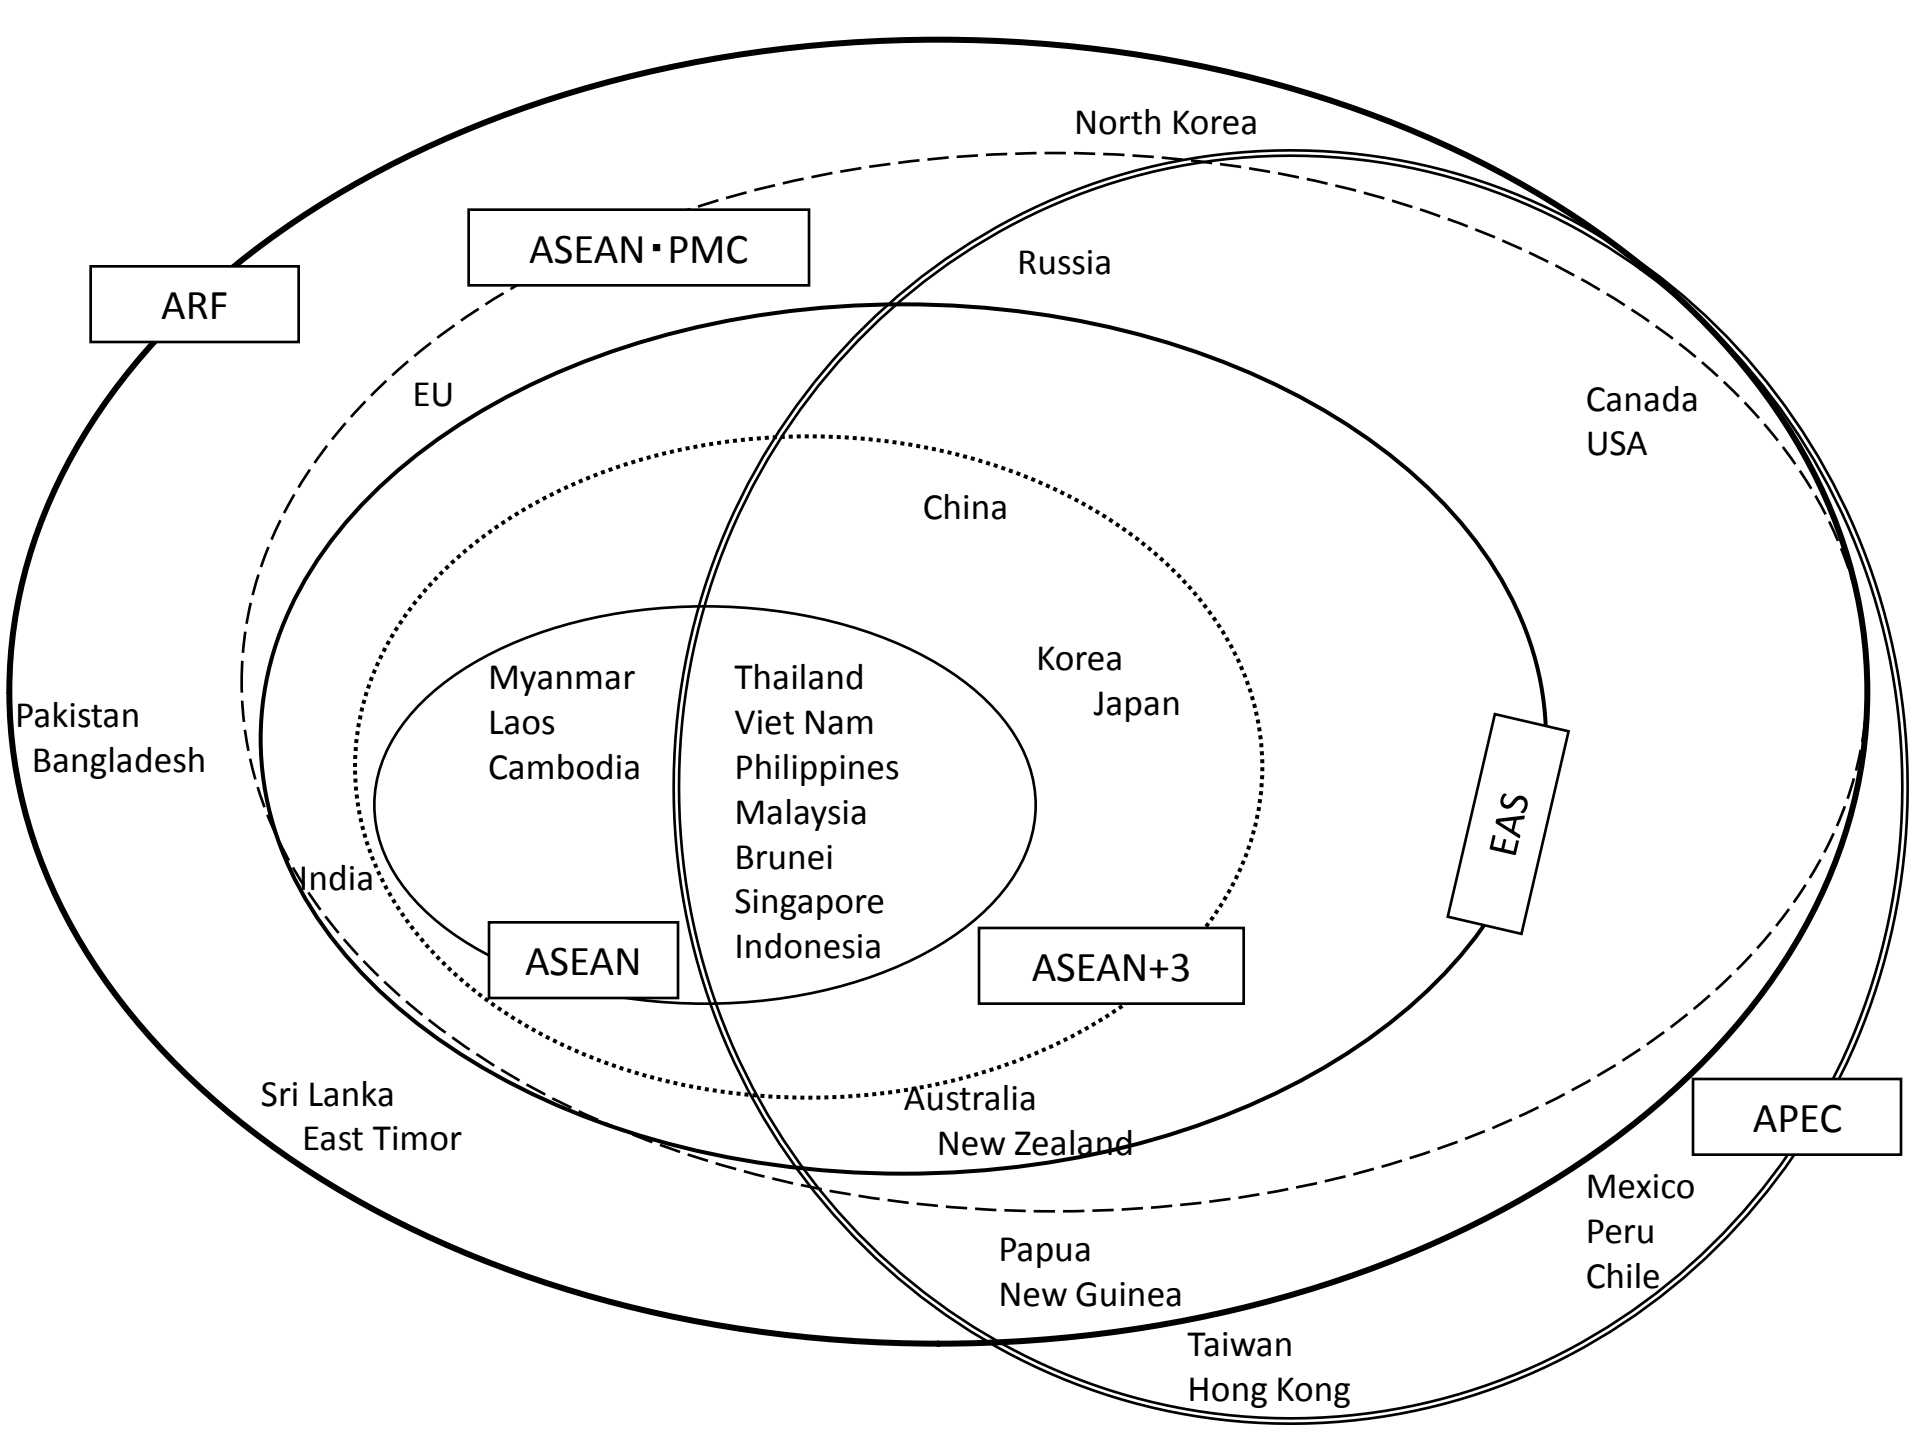 North Korea
ASEAN・PMC
Russia
ARF
EU
Canada
USA
China
Korea
Japan
Myanmar
Laos
Cambodia
Thailand
Viet Nam
Philippines
Malaysia
Brunei
Singapore
Indonesia
Pakistan
Bangladesh
EAS
India
ASEAN
ASEAN+3
Sri Lanka
East Timor
Australia
New Zealand
APEC
Mexico
Peru
Chile
Papua
New Guinea
Taiwan
Hong Kong